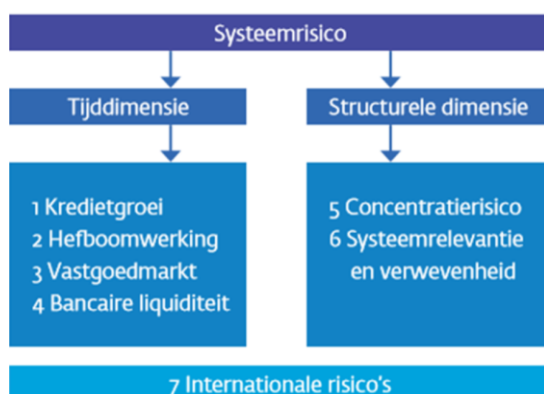 Systeemrisico
Tijddimensie
Structurele dimensie
1 Kredietgroei
2 Hefboomwerking
3 Vastgoedmarkt
4 Bancaire liquiditeit
5 Concentratierisico
6 Systeemrelevantie
en verwevenheid
7 Internationale risico's